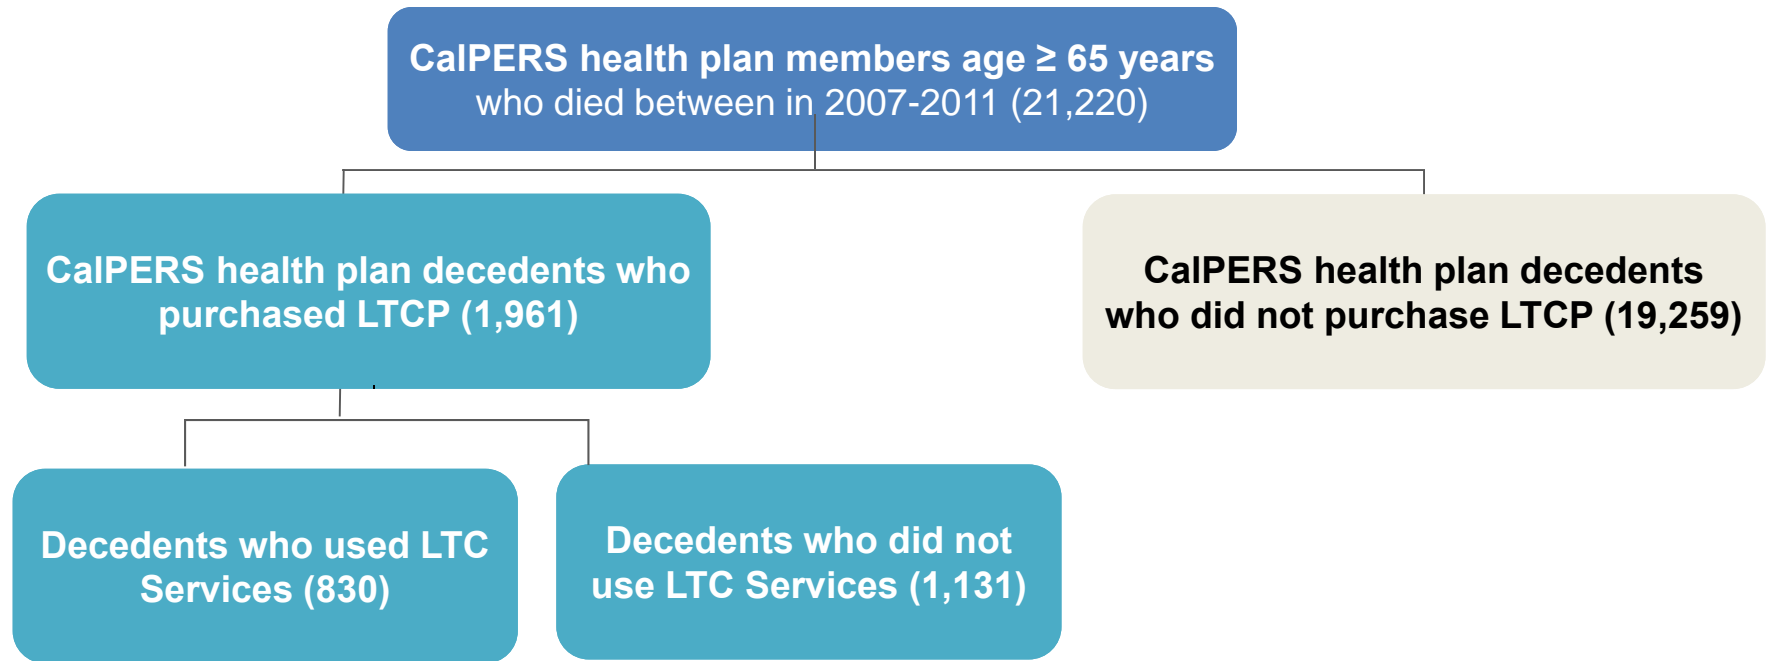 CalPERS health plan members age ≥ 65 years
who died between in 2007-2011 (21,220)
CalPERS health plan decedents who
purchased LTCP (1,961)
CalPERS health plan decedents
who did not purchase LTCP (19,259)
Decedents who used LTC
Services (830)
Decedents who did not
use LTC Services (1,131)